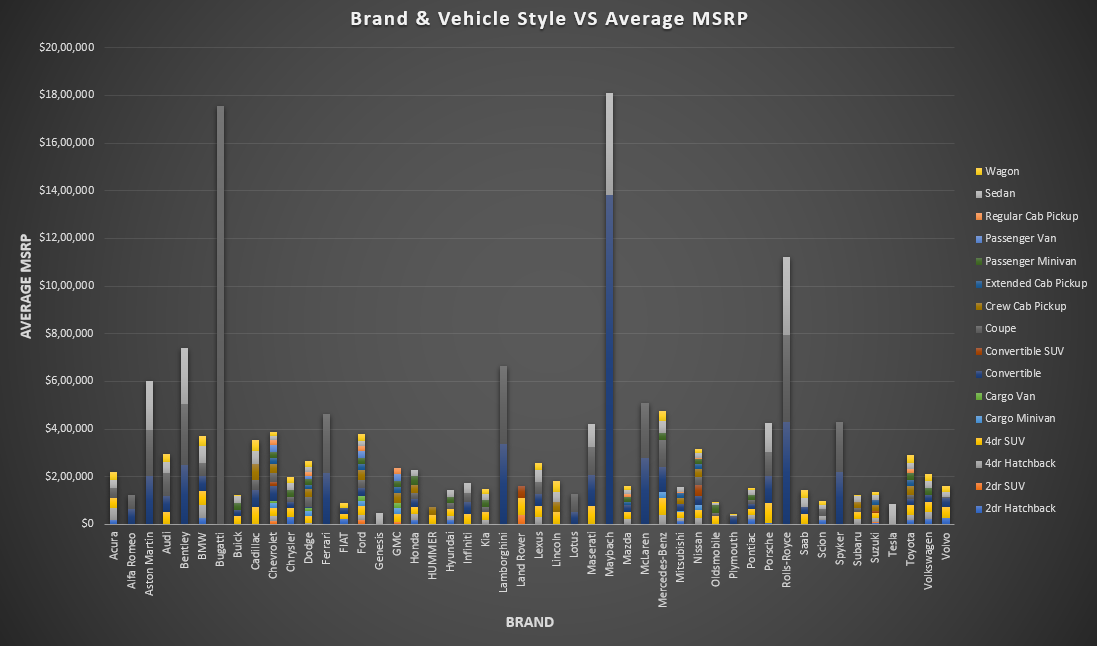 Brand & Vehicle Style VS Average MSRP
AVERAGE MSRP
$20,00,000
$18,00,000
$16,00,000
$14,00,000
$12,00,000
$10,00,000
$8,00,000
$6,00,000
$4,00,000
$2,00,000
$0
Acura
Alfa Romeo
Aston Martin
Audi
Bentley
BMW
Bugatti
Buick
Cadillac
Chevrolet
Chrysler
Dodge
Ferrari
FIAT
Ford
Genesis
GMC
Honda
HUMMER
Hyundai
Infiniti
Kia
Lamborghini
Land Rover
Lexus
Lincoln
Lotus
Maserati
Maybach
Mazda
McLaren
Mercedes-Benz
Mitsubishi
Nissan
Oldsmobile
Plymouth
Pontiac
Porsche
Rolls-Royce
Saab
Scion
Spyker
Subaru
Suzuki
Tesla
Toyota
Volkswagen
Volvo
BRAND
Wagon
Sedan
Regular Cab Pickup
Passenger Van
Passenger Minivan
Extended Cab Pickup
Crew Cab Pickup
Coupe
Convertible SUV
Convertible
Cargo Van
Cargo Minivan
4dr SUV
4dr Hatchback
2dr SUV
2dr Hatchback